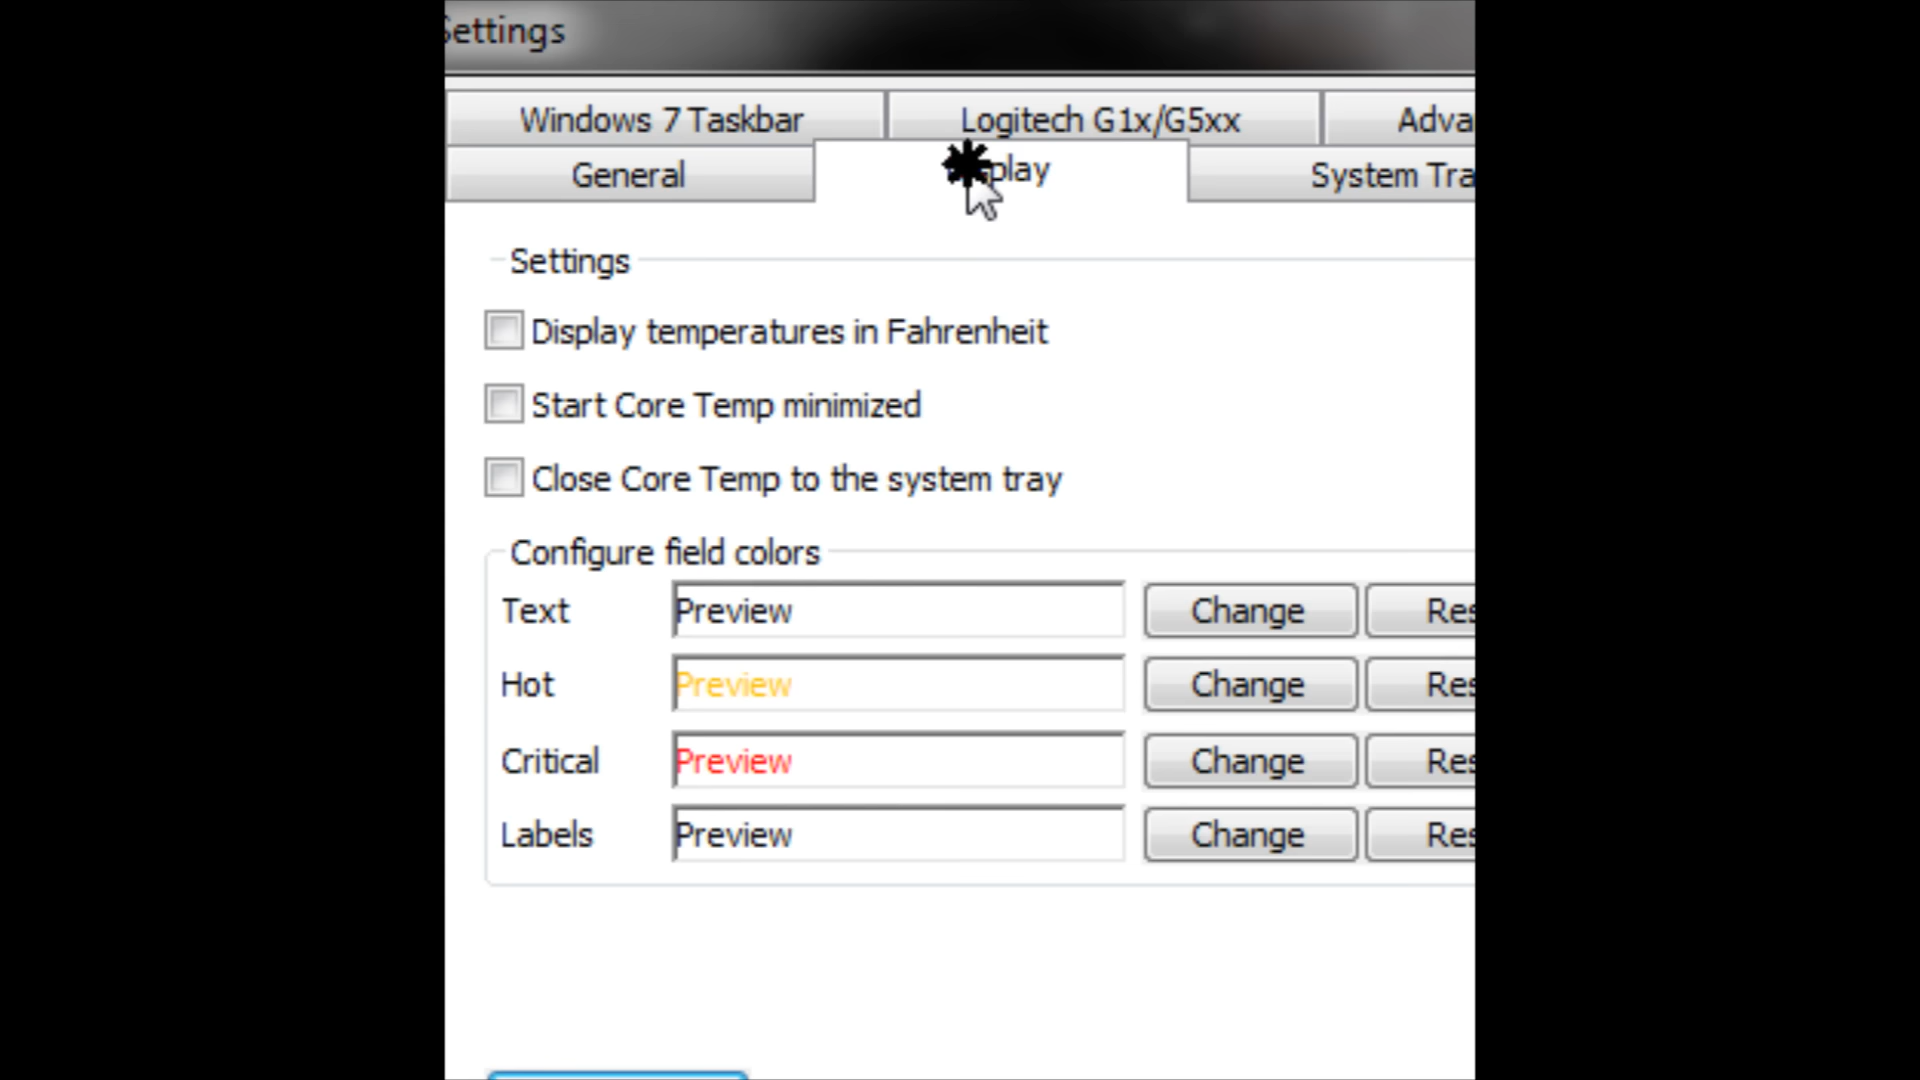 Settings
Windows 7 Taskbar Logitech G1x/G5xx Adva
General play System Tra
Settings
Display temperatures in Fahrenheit
Start Core Temp minimized
Close Core Temp to the system tray
Configure field colors
Text Preview Change Res
Hot Preview Change Res
Critical Preview Change Res
Labels Preview Change Res